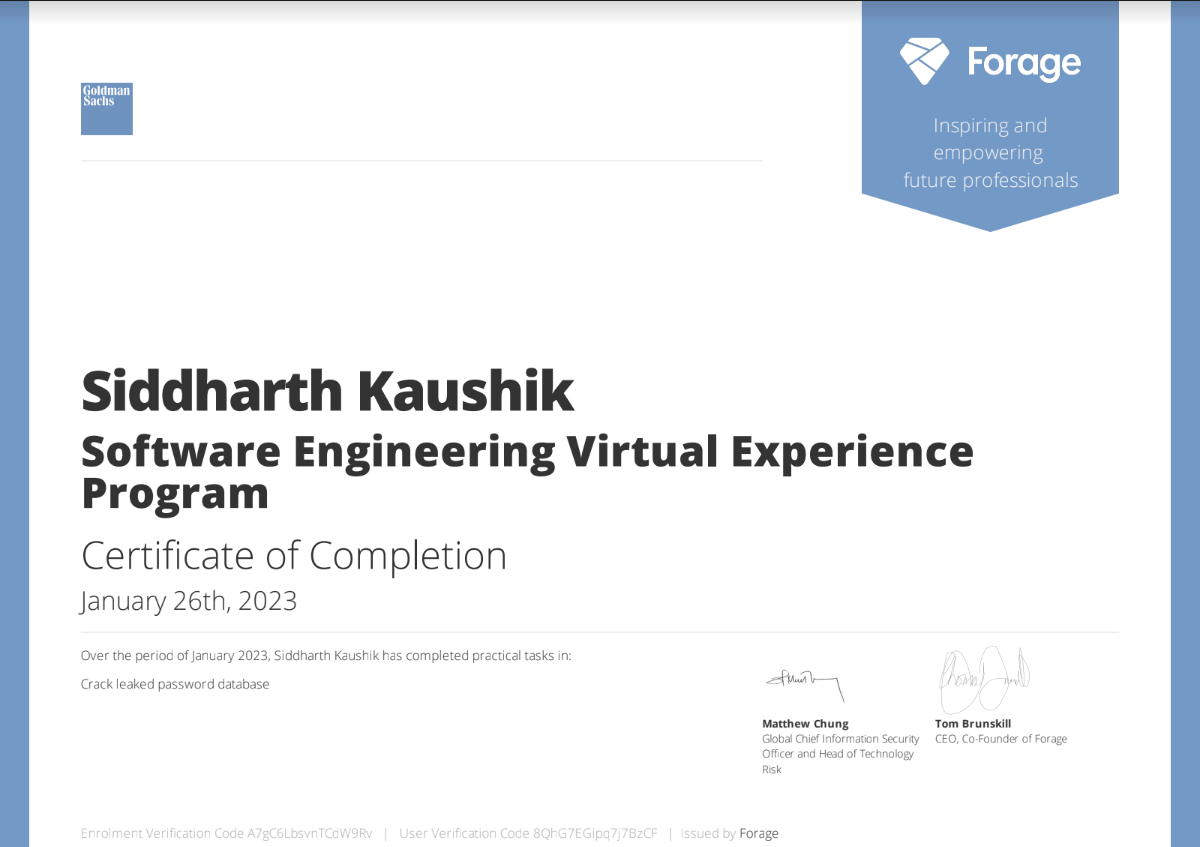 Goldman
Sachs
Forage
Inspiring and
empowering
future professionals
Siddharth Kaushik
Software Engineering Virtual Experience
Program
Certificate of Completion
January 26th, 2023
Over the period of January 2023, Siddharth Kaushik has completed practical tasks in:
Crack leaked password database
Matthew Chung
Global Chief Information Security
Officer and Head of Technology
Risk
Tom Brunskill
CEO, Co-Founder of Forage
Enrolment Verification Code A7gC6LbsvnTCdW9Rv | User Verification Code 8QhG7EGipq7j7BzCF | Issued by Forage